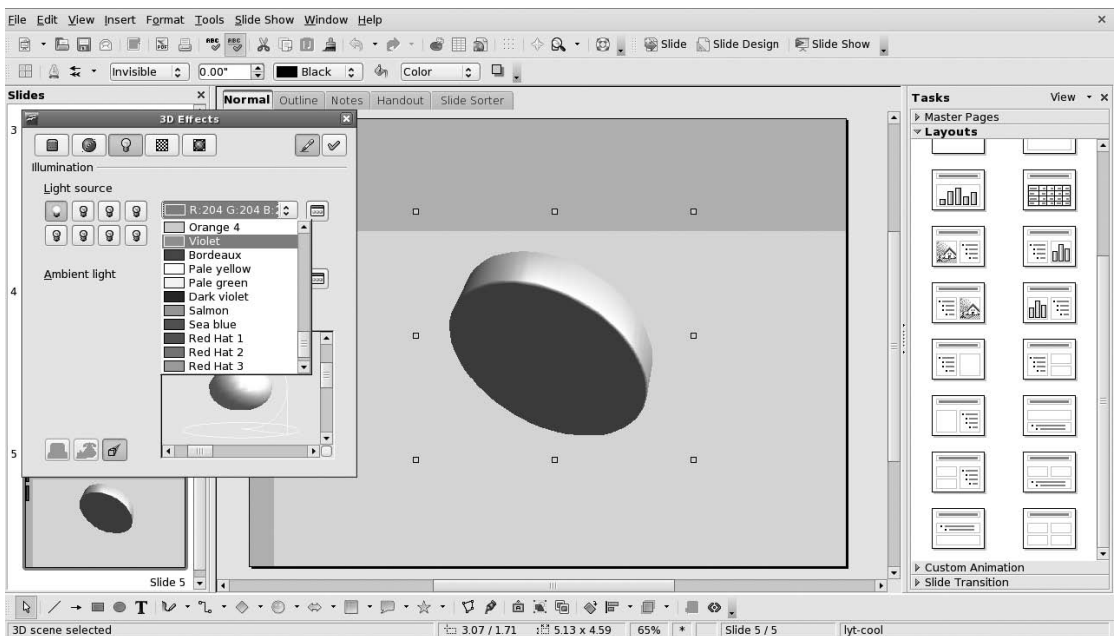 File Edit View Insert Format Tools Slide Show Window Help
Slide Slide Design Slide Show
Invisible 0.00" Black Color
Slides
Normal Outline Notes Handout Slide Sorter
Tasks View
Master Pages
Layouts
3
3D Effects
Illumination
Light source
R:204 G:204 B:2
Orange 4
Violet
Bordeaux
Pale yellow
Ambient light
Pale green
4
Dark violet
Salmon
Sea blue
Red Hat 1
Red Hat 2
Red Hat 3
5
Slide 5
Custom Animation
Slide Transition
3D scene selected 3.07 / 1.71 5.13 x 4.59 65% * Slide 5 / 5 lyt-cool